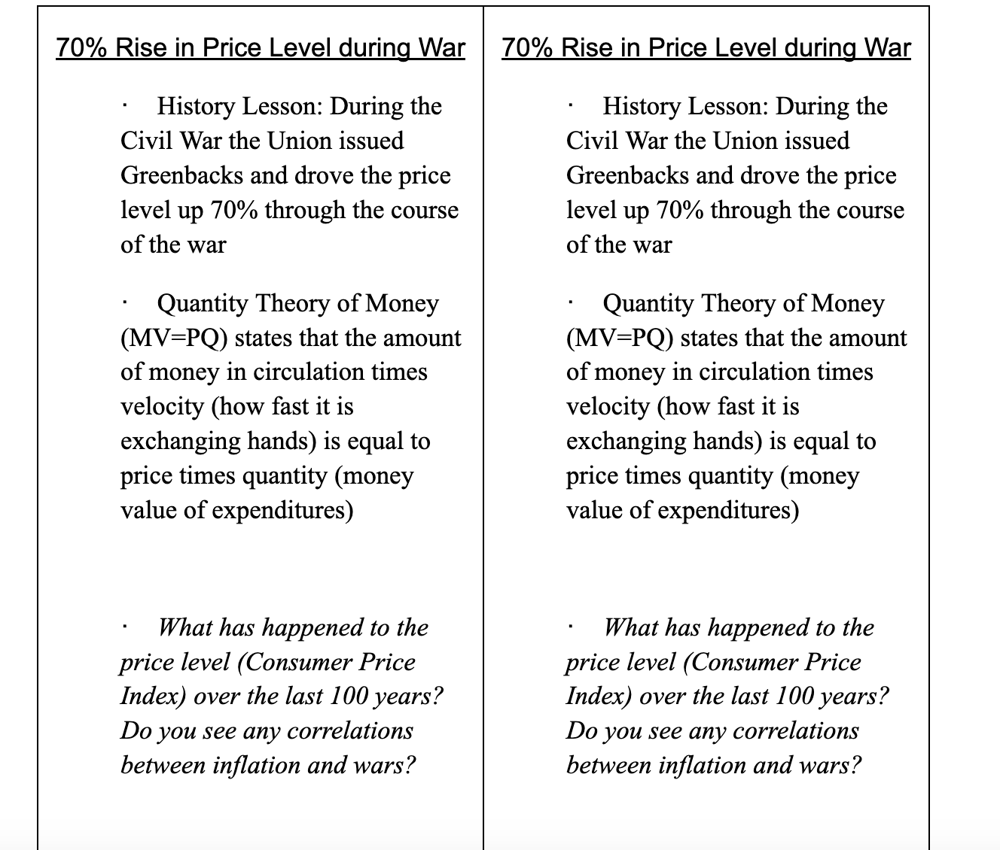 70% Rise in Price Level during War
· History Lesson: During the
Civil War the Union issued
Greenbacks and drove the price
level up 70% through the course
of the war
· Quantity Theory of Money
(MV=PQ) states that the amount
of money in circulation times
velocity (how fast it is
exchanging hands) is equal to
price times quantity (money
value of expenditures)
· What has happened to the
price level (Consumer Price
Index) over the last 100 years?
Do you see any correlations
between inflation and wars?
70% Rise in Price Level during War
· History Lesson: During the
Civil War the Union issued
Greenbacks and drove the price
level up 70% through the course
of the war
· Quantity Theory of Money
(MV=PQ) states that the amount
of money in circulation times
velocity (how fast it is
exchanging hands) is equal to
price times quantity (money
value of expenditures)
· What has happened to the
price level (Consumer Price
Index) over the last 100 years?
Do you see any correlations
between inflation and wars?